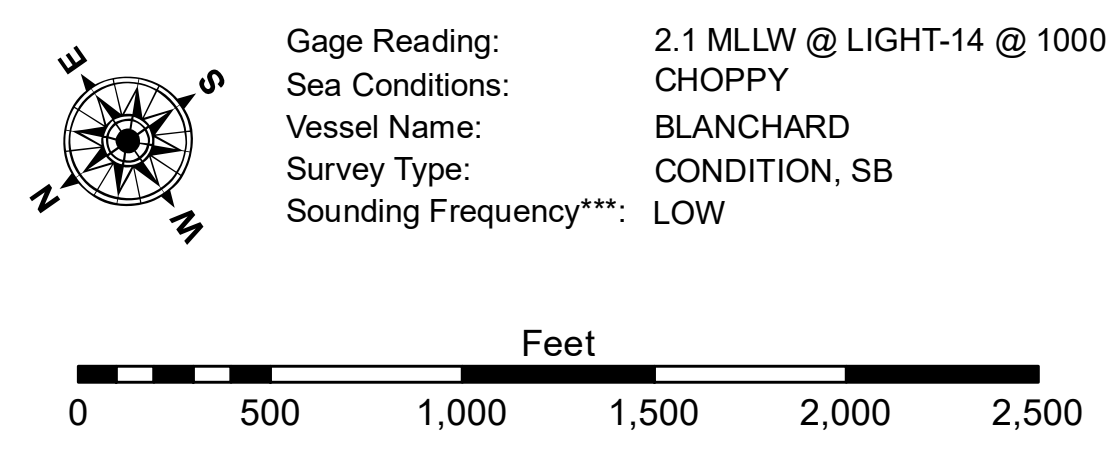 E
S
N
W
Gage Reading: 2.1 MLLW @ LIGHT-14 @ 1000
Sea Conditions: CHOPPY
Vessel Name: BLANCHARD
Survey Type: CONDITION, SB
Sounding Frequency***: LOW
Feet
0 500 1,000 1,500 2,000 2,500